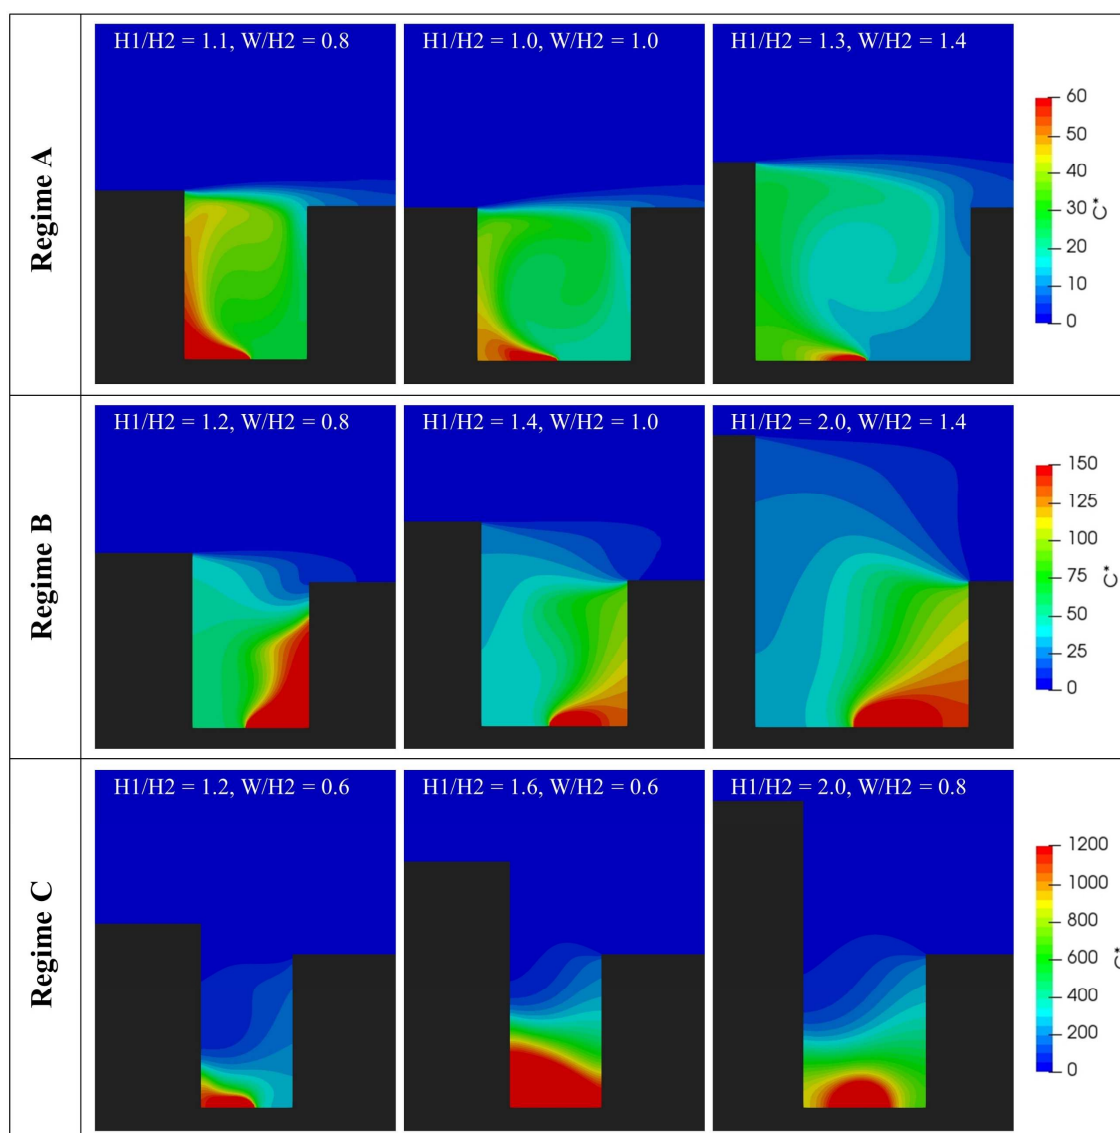 Regime A
H1/H2 = 1.1, W/H2 = 0.8
H1/H2 = 1.0, W/H2 = 1.0
H1/H2 = 1.3, W/H2 = 1.4
60
50
40
30
20
10
0
C*
Regime B
H1/H2 = 1.2, W/H2 = 0.8
H1/H2 = 1.4, W/H2 = 1.0
H1/H2 = 2.0, W/H2 = 1.4
150
125
100
75
50
25
0
C*
Regime C
H1/H2 = 1.2, W/H2 = 0.6
H1/H2 = 1.6, W/H2 = 0.6
H1/H2 = 2.0, W/H2 = 0.8
1200
1000
800
600
400
200
0
C*